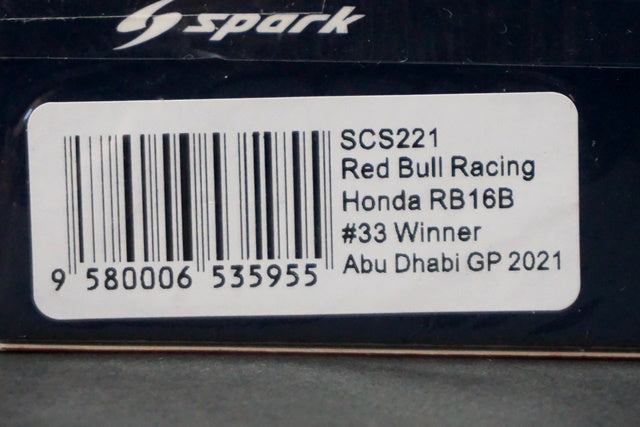 spark
SCS221
Red Bull Racing
Honda RB16B
#33 Winner
Abu Dhabi GP 2021
9 580006 535955